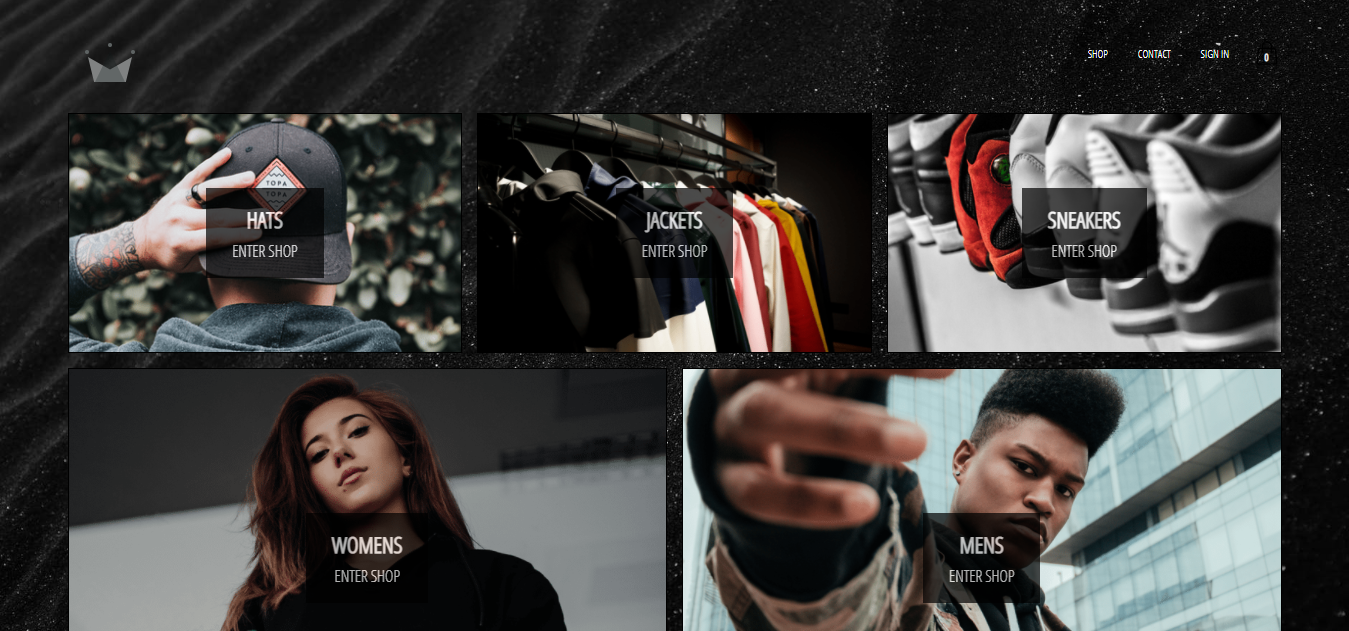 SHOP CONTACT SIGN IN 0
TOPA
TOPA
HATS
ENTER SHOP
JACKETS
ENTER SHOP
SNEAKERS
ENTER SHOP
WOMENS
ENTER SHOP
MENS
ENTER SHOP